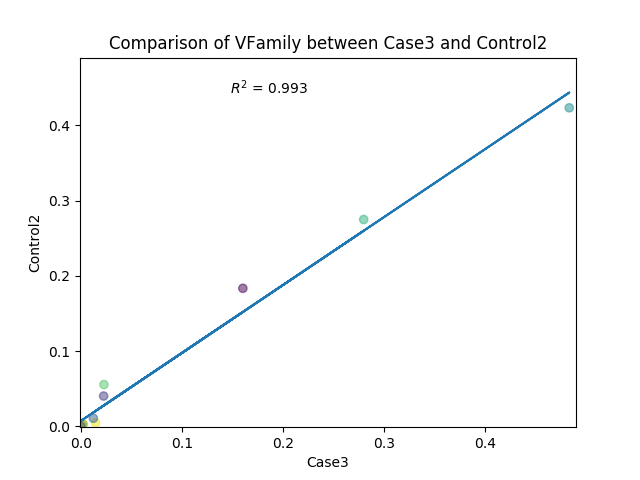 Comparison of VFamily between Case3 and Control2
R² = 0.993
0.4
0.3
0.2
0.1
0.0
Control2
0.0 0.1 0.2 0.3 0.4
Case3